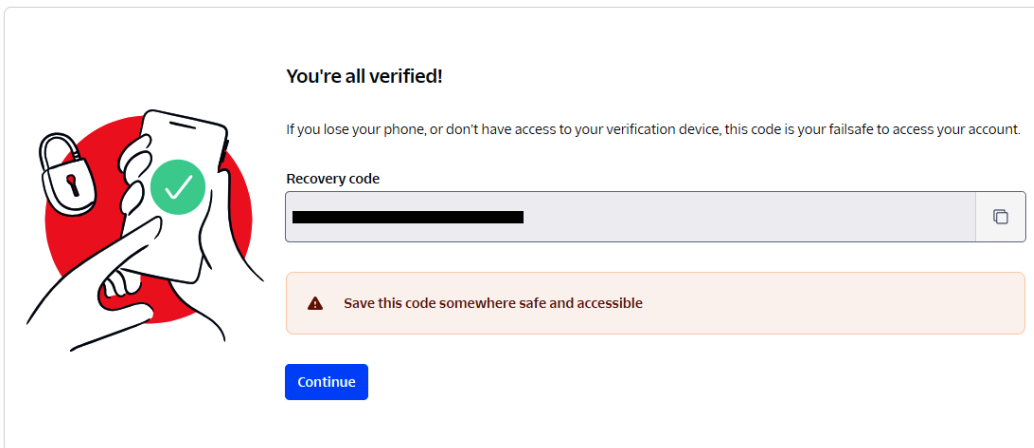 You're all verified!
If you lose your phone, or don't have access to your verification device, this code is your failsafe to access your account.
Recovery code
Save this code somewhere safe and accessible
Continue